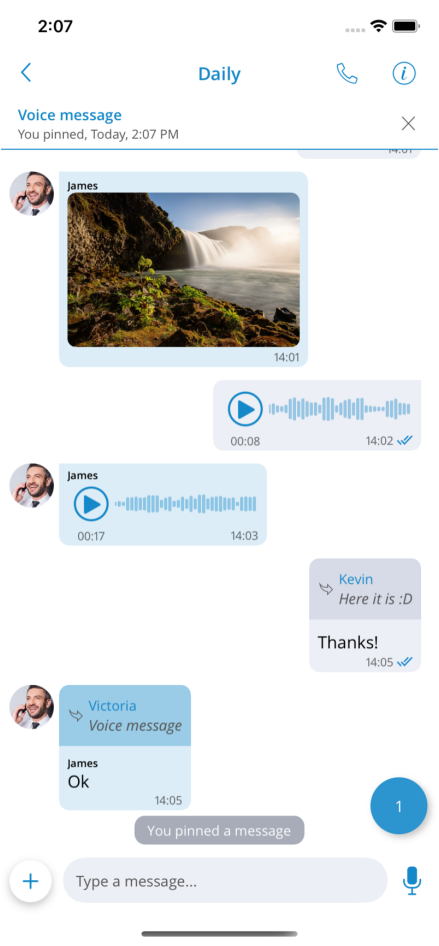 2:07
Daily
Voice message
You pinned, Today, 2:07 PM
James
14:01
00:08
14:02
James
00:17
14:03
Kevin
Here it is :D
Thanks!
14:05
Victoria
Voice message
James
Ok
14:05
1
You pinned a message
Type a message...